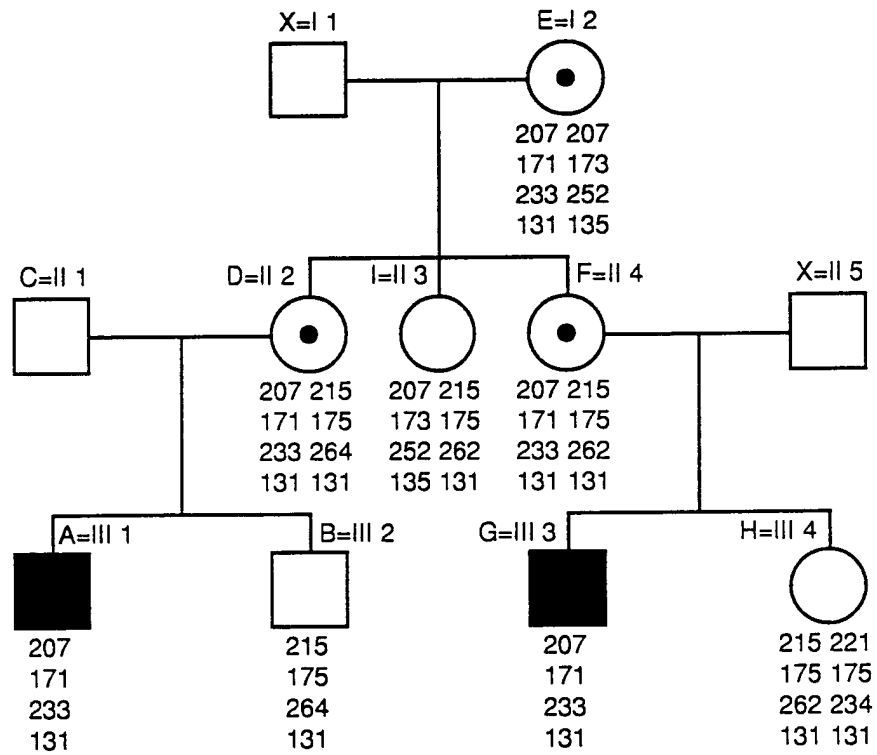 X=I 1
E=I 2
207 207
171 173
233 252
131 135
C=II 1
D=II 2
I=II 3
F=II 4
X=II 5
207 215
171 175
233 264
131 131
207 215
173 175
252 262
135 131
207 215
171 175
233 262
131 131
A=III 1
B=III 2
G=III 3
H=III 4
207
171
233
131
215
175
264
131
207
171
233
131
215 221
175 175
262 234
131 131